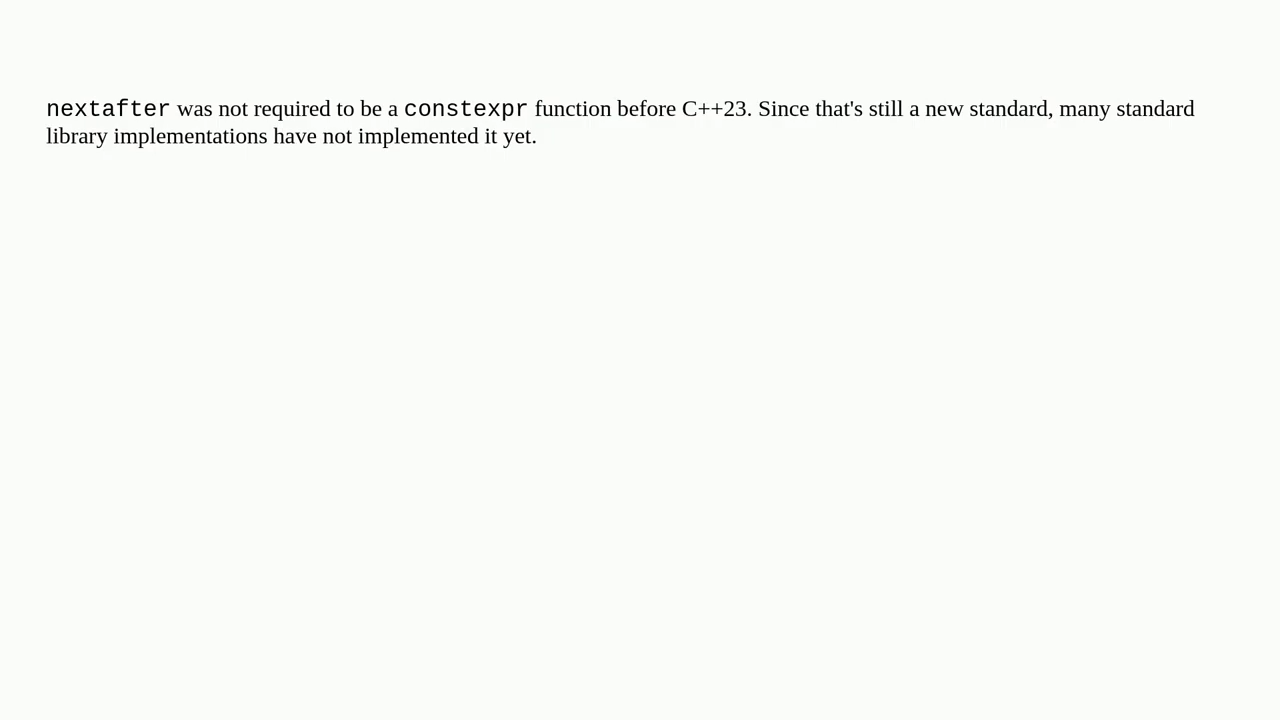 nextafter was not required to be a constexpr function before C++23. Since that's still a new standard, many standard
library implementations have not implemented it yet.